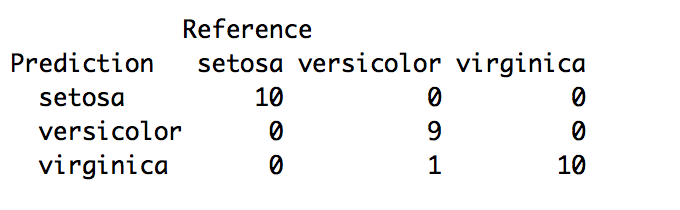 Reference
Prediction setosa versicolor virginica
setosa 10 0 0
versicolor 0 9 0
virginica 0 1 10